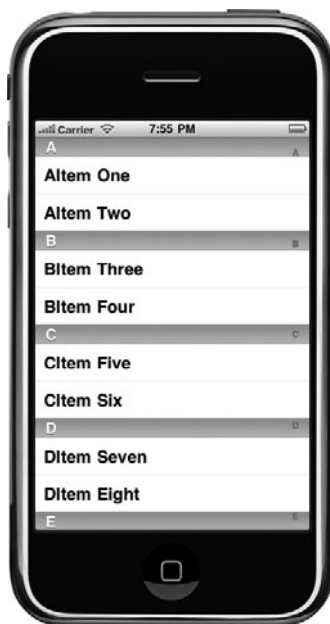 Carrier 7:55 PM
A A
AItem One
AItem Two
B B
BItem Three
BItem Four
C C
CItem Five
CItem Six
D D
DItem Seven
DItem Eight
E E